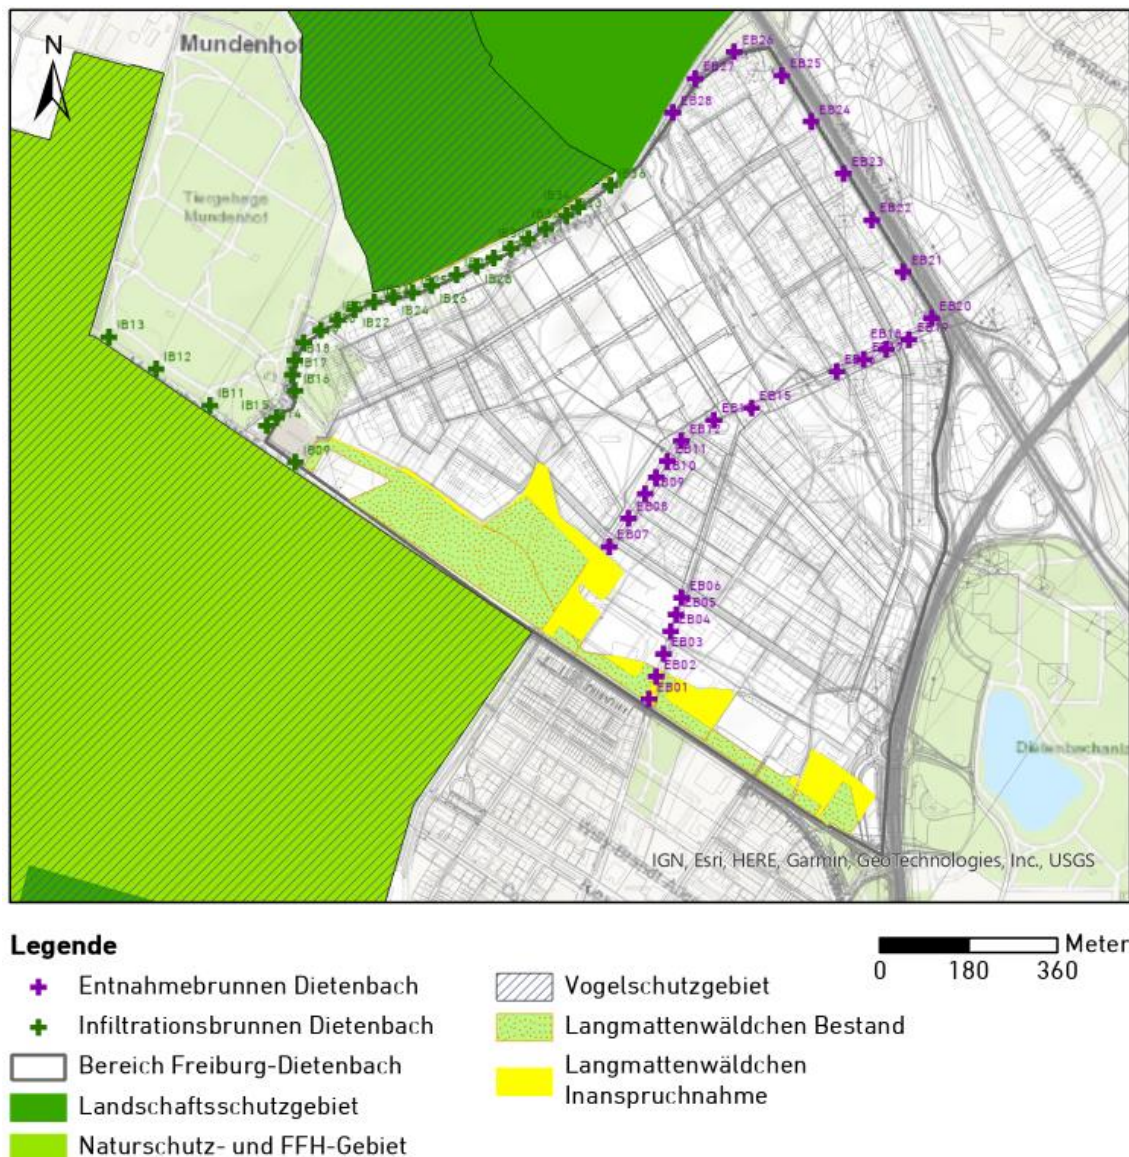 N
Mundenhof
Tiergehege
Mundenhof
EB26
EB27
EB25
EB28
EB24
EB23
EB22
EB21
EB20
EB19
EB18
EB15
EB12
EB11
EB10
EB09
EB08
EB07
EB06
EB05
EB04
EB03
EB02
EB01
IB28
IB26
IB24
IB22
IB18
IB17
IB16
IB15
IB13
IB12
IB11
IB09
IGN, Esri, HERE, Garmin, GeoTechnologies, Inc., USGS
Legende
Entnahmebrunnen Dietenbach
Infiltrationsbrunnen Dietenbach
Bereich Freiburg-Dietenbach
Landschaftsschutzgebiet
Naturschutz- und FFH-Gebiet
Vogelschutzgebiet
Langmattenwäldchen Bestand
Langmattenwäldchen
Inanspruchnahme
Meter
0 180 360